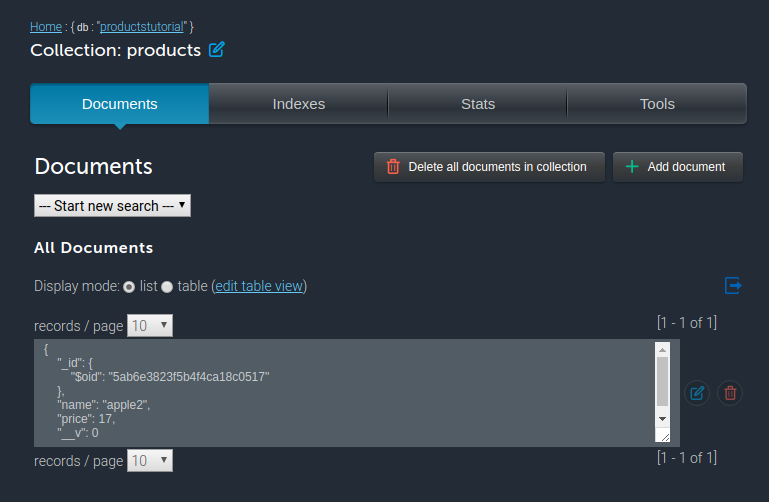 Home : { db : "productstutorial" }
Collection: products
Documents Indexes Stats Tools
Documents Delete all documents in collection Add document
--- Start new search ---
All Documents
Display mode: list table (edit table view)
records / page 10 [1 - 1 of 1]
{
"_id": {
"$oid": "5ab6e3823f5b4f4ca18c0517"
},
"name": "apple2",
"price": 17,
"__v": 0
records / page 10 [1 - 1 of 1]